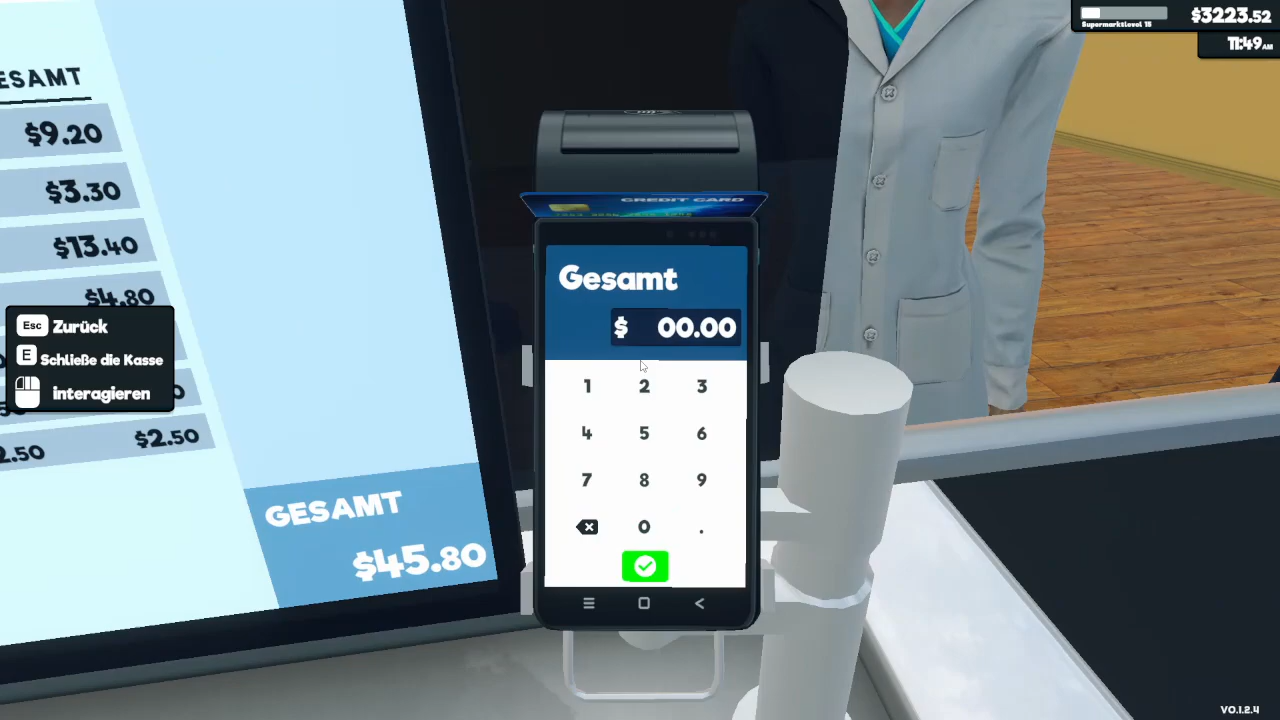 $3223.52
Supermarktlevel 15
11:49AM
GESAMT
$9.20
$3.30
$13.40
$4.80
$2.50
CREDIT CARD
Gesamt
$ 00.00
1 2 3
4 5 6
7 8 9
0 .
Esc Zurück
E Schließe die Kasse
interagieren
GESAMT
$45.80
V0.1.2.4